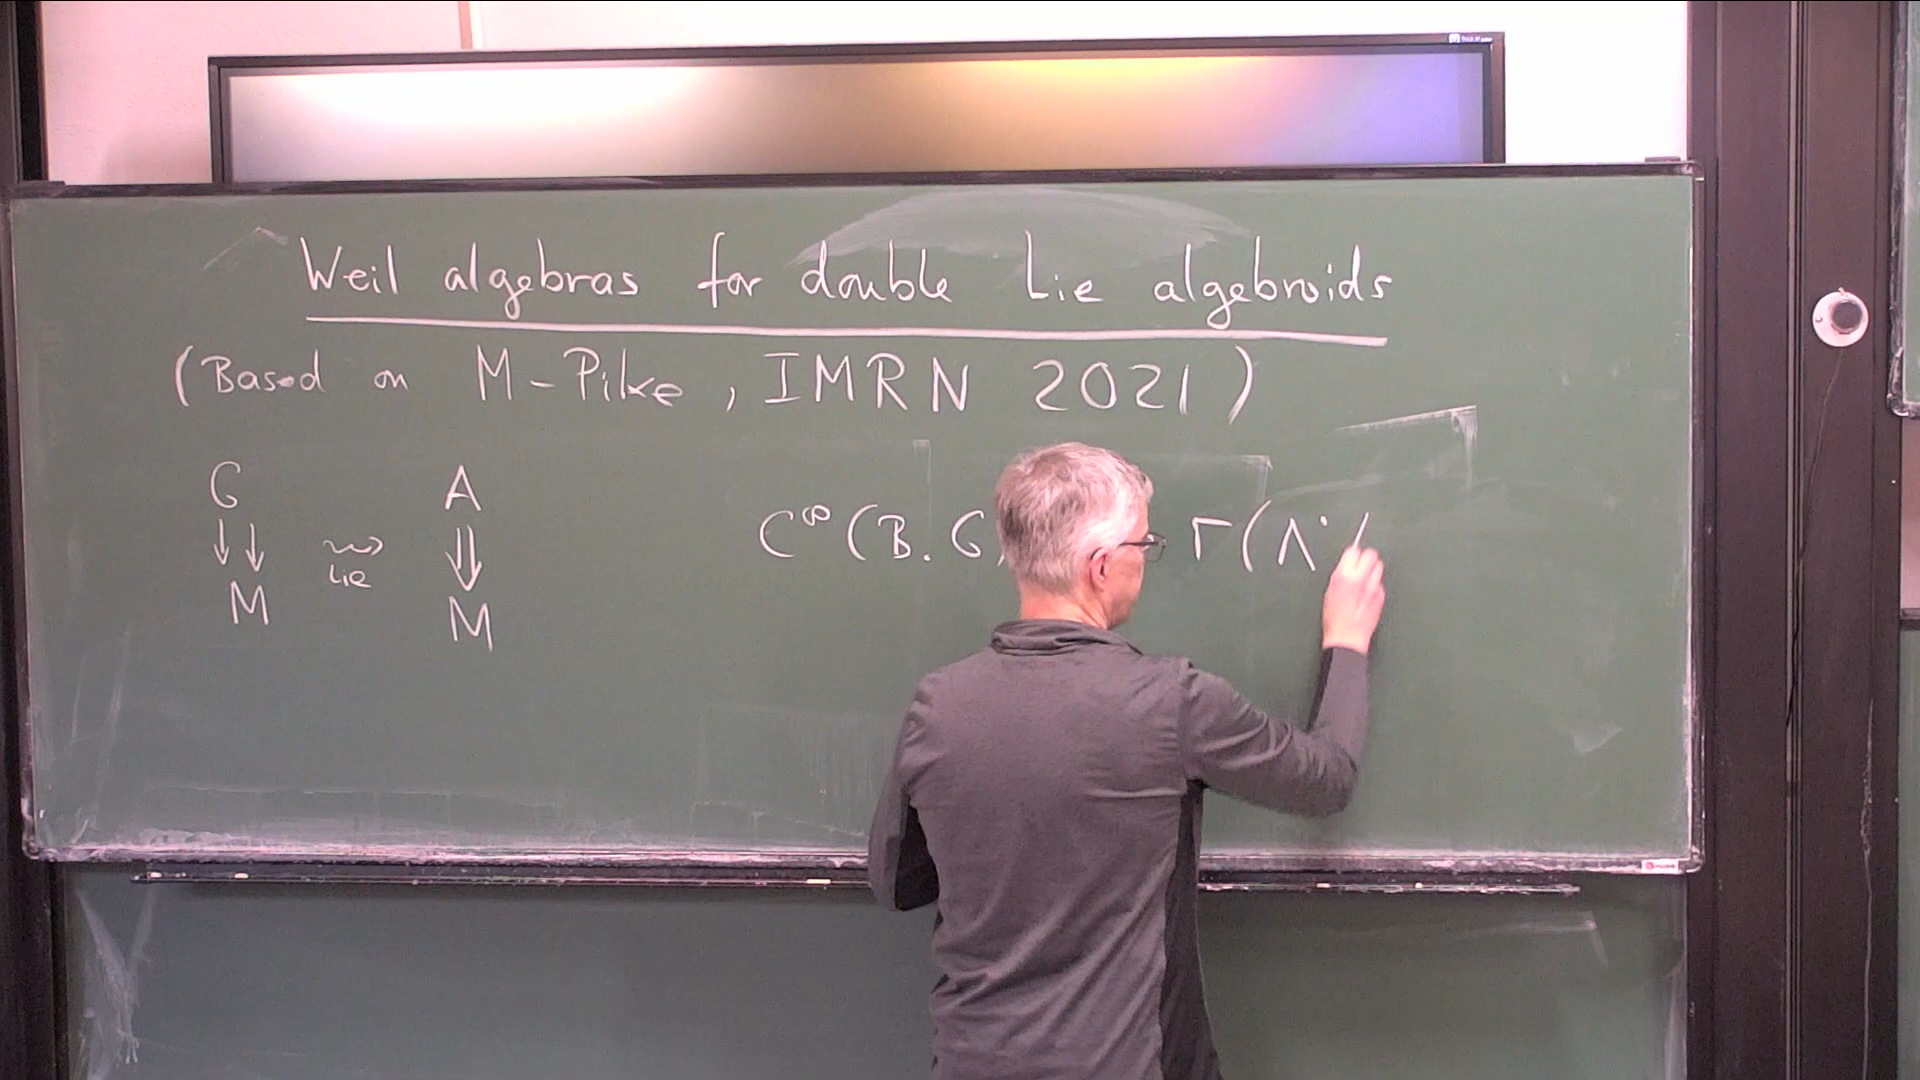 Weil algebras for double Lie algebroids
(Based on M-Pike, IMRN 2021)
G ⇊ M ⇝ Lie A ⇓ M
C^∞(B.G) Γ(Λ^•